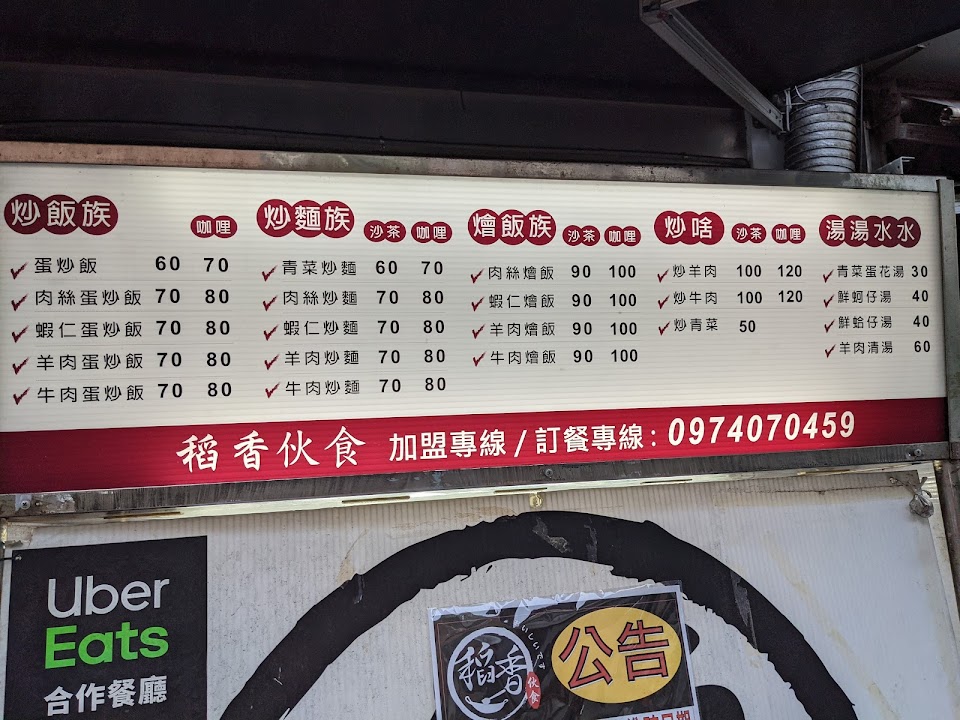 炒飯族 咖哩
蛋炒飯 60 70
肉絲蛋炒飯 70 80
蝦仁蛋炒飯 70 80
羊肉蛋炒飯 70 80
牛肉蛋炒飯 70 80
炒麵族 沙茶 咖哩
青菜炒麵 60 70
肉絲炒麵 70 80
蝦仁炒麵 70 80
羊肉炒麵 70 80
牛肉炒麵 70 80
燴飯族 沙茶 咖哩
肉絲燴飯 90 100
蝦仁燴飯 90 100
羊肉燴飯 90 100
牛肉燴飯 90 100
炒啥 沙茶 咖哩
炒羊肉 100 120
炒牛肉 100 120
炒青菜 50
湯湯水水
青菜蛋花湯 30
鮮蚵仔湯 40
鮮蛤仔湯 40
羊肉清湯 60
稻香伙食 加盟專線 / 訂餐專線: 0974070459
Uber
Eats
合作餐廳
稻香
伙食
いしいです
公告